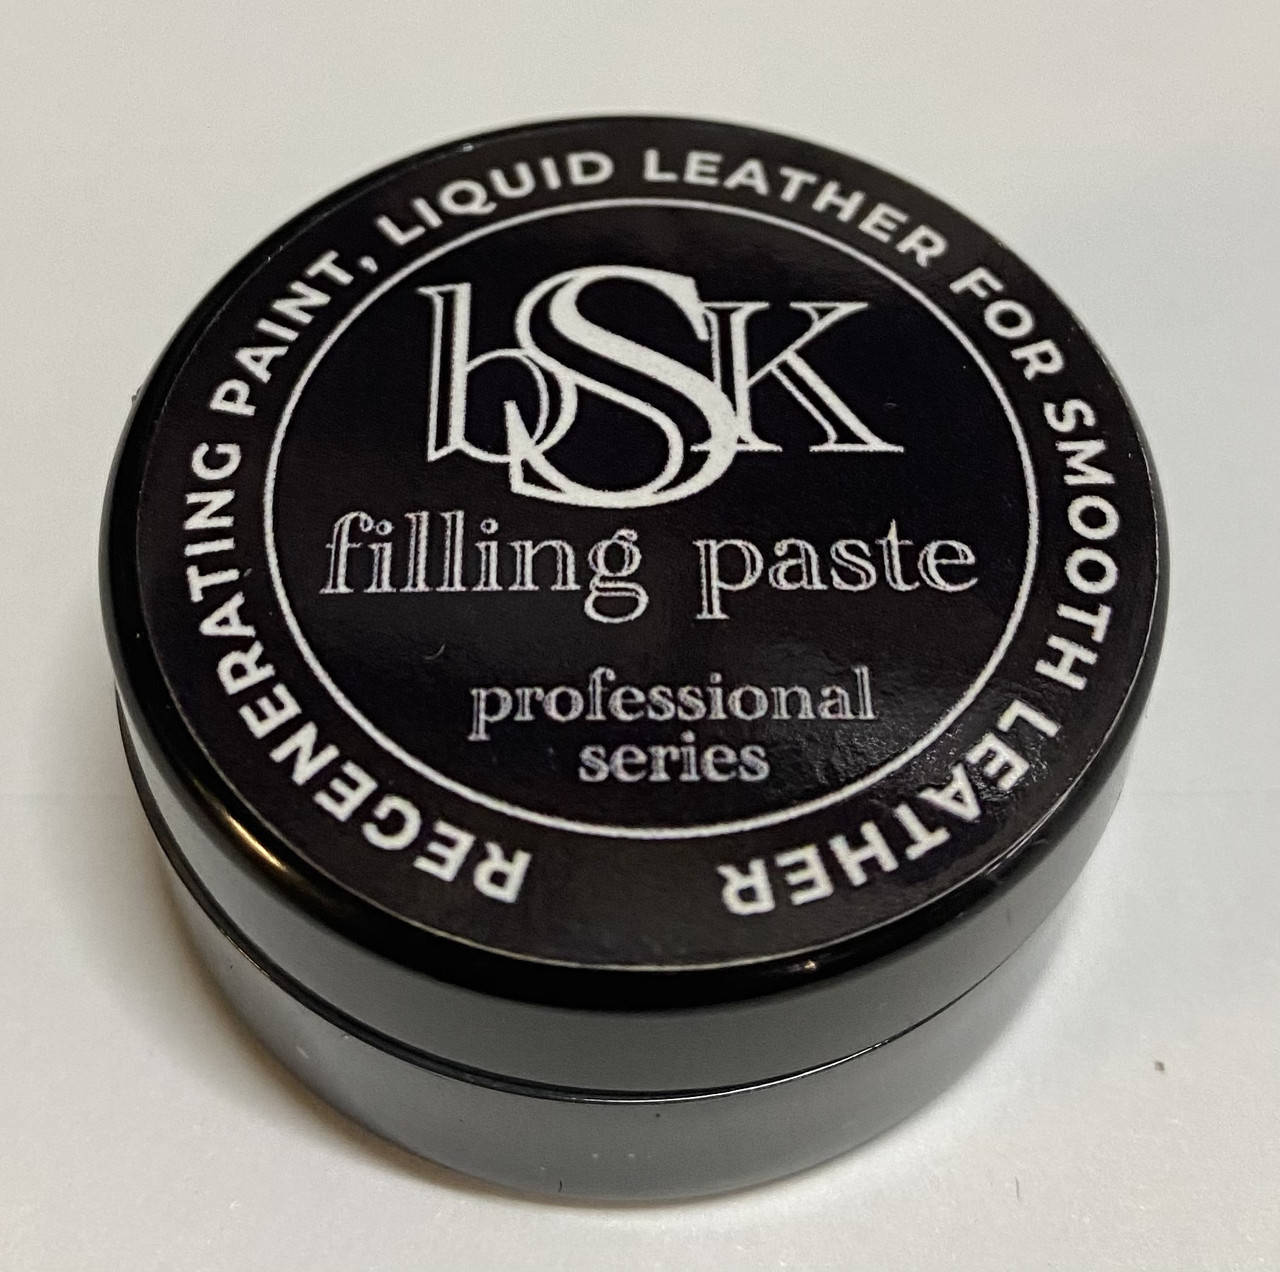 REGENERATING PAINT, LIQUID LEATHER FOR SMOOTH LEATHER
bSK
filling paste
professional
series